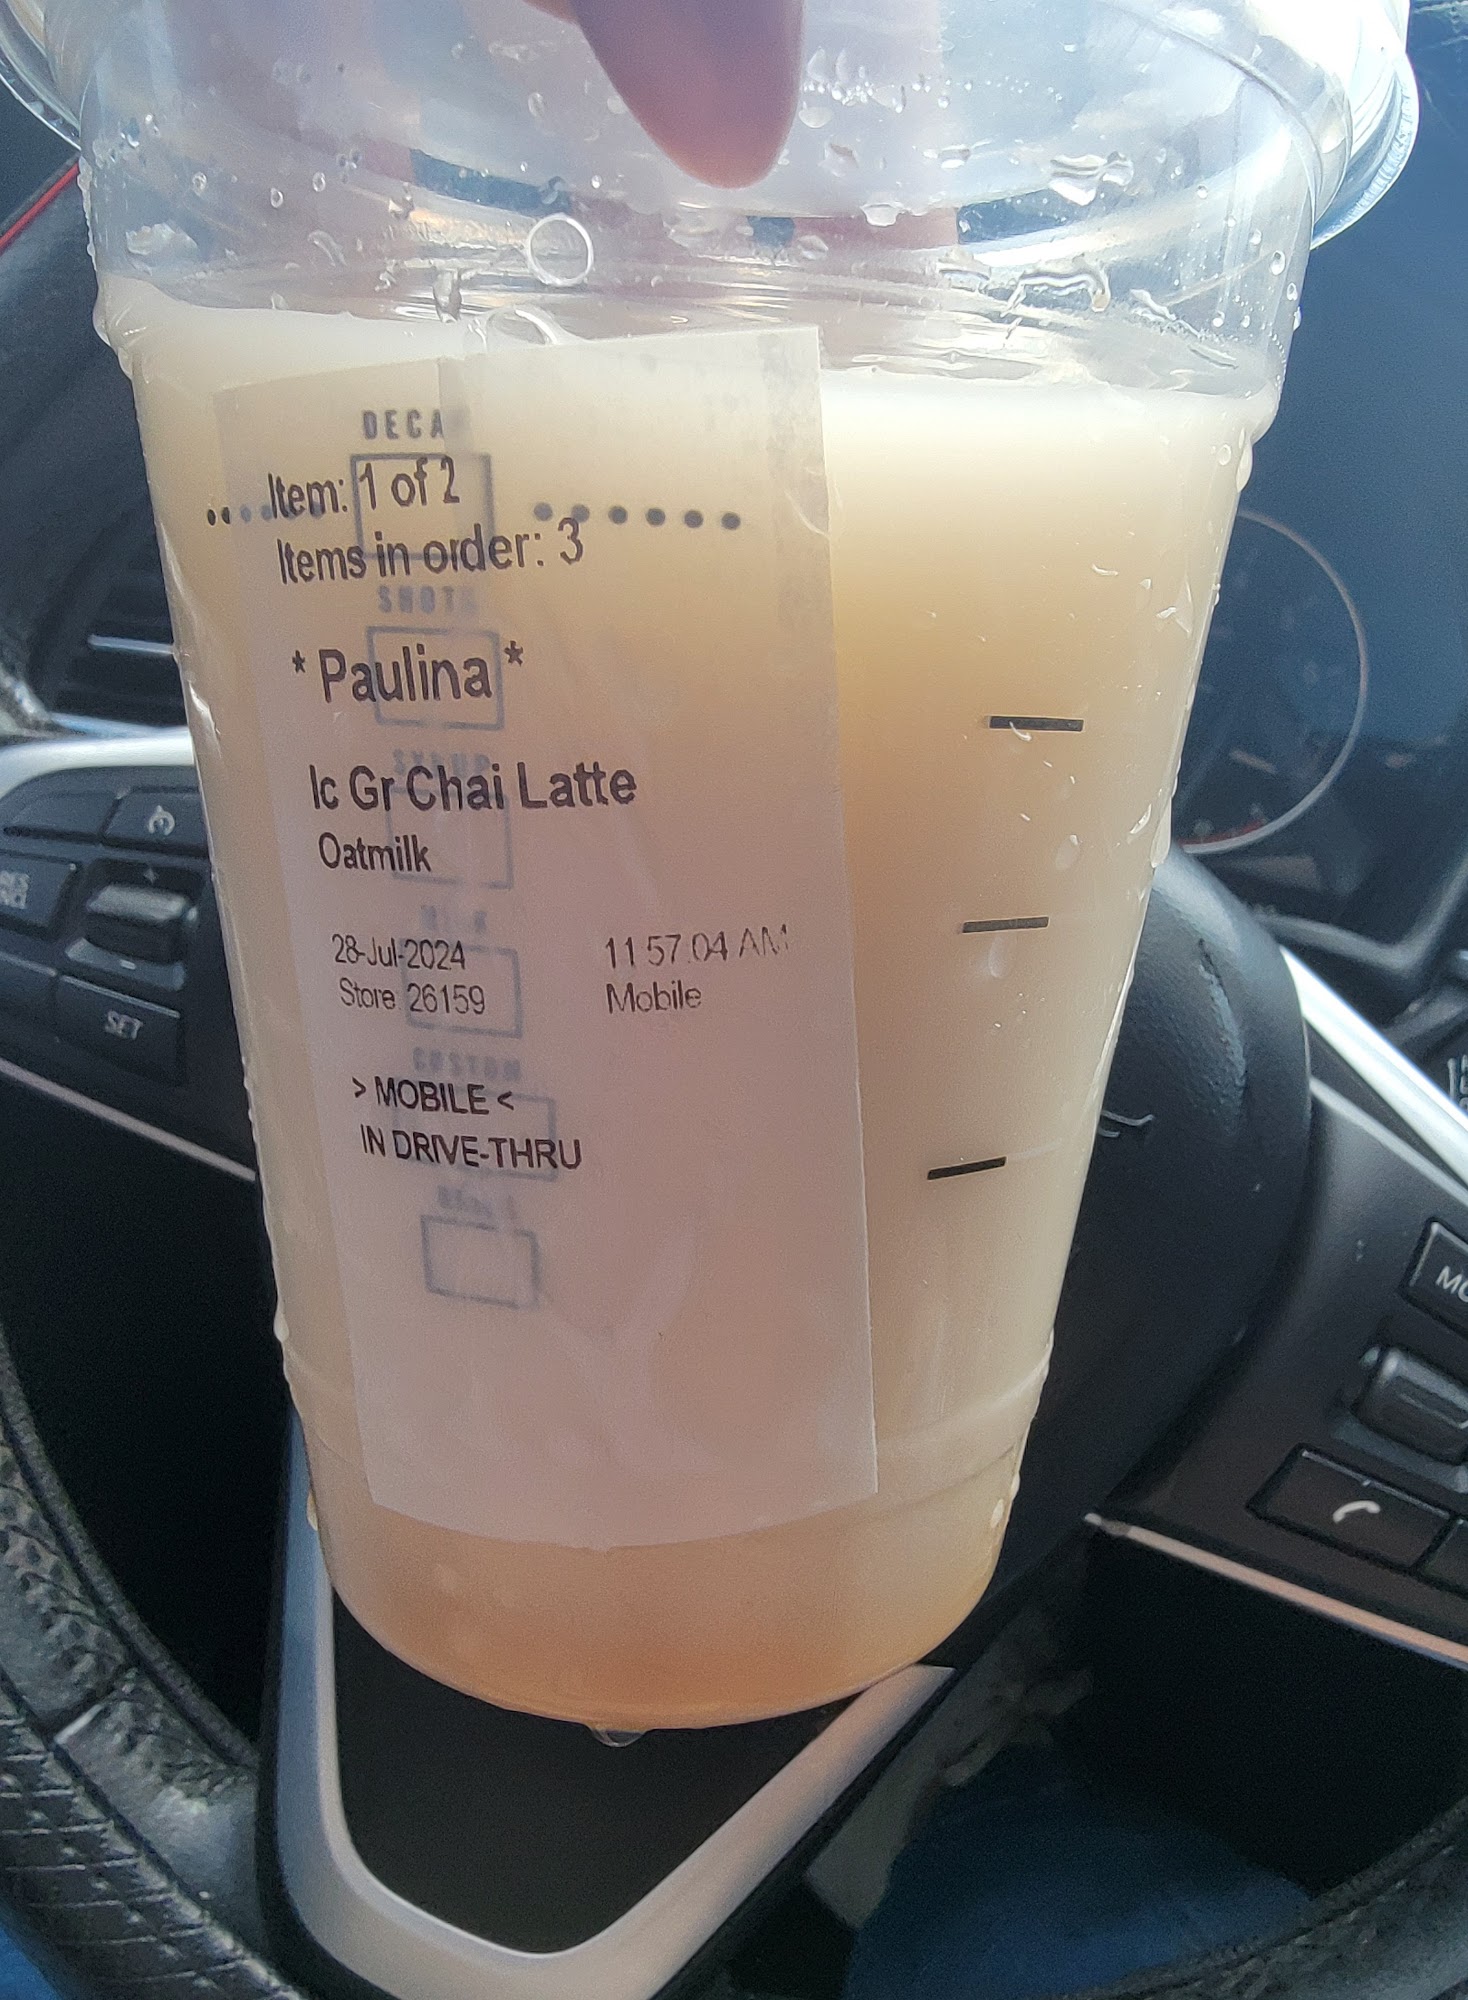 DECA
Item: 1 of 2
Items in order: 3
SHOTS
* Paulina *
SYRUP
Ic Gr Chai Latte
Oatmilk
MILK
28-Jul-2024 11:57:04 AM
Store 26159 Mobile
CUSTOM
> MOBILE <
IN DRIVE-THRU
SET